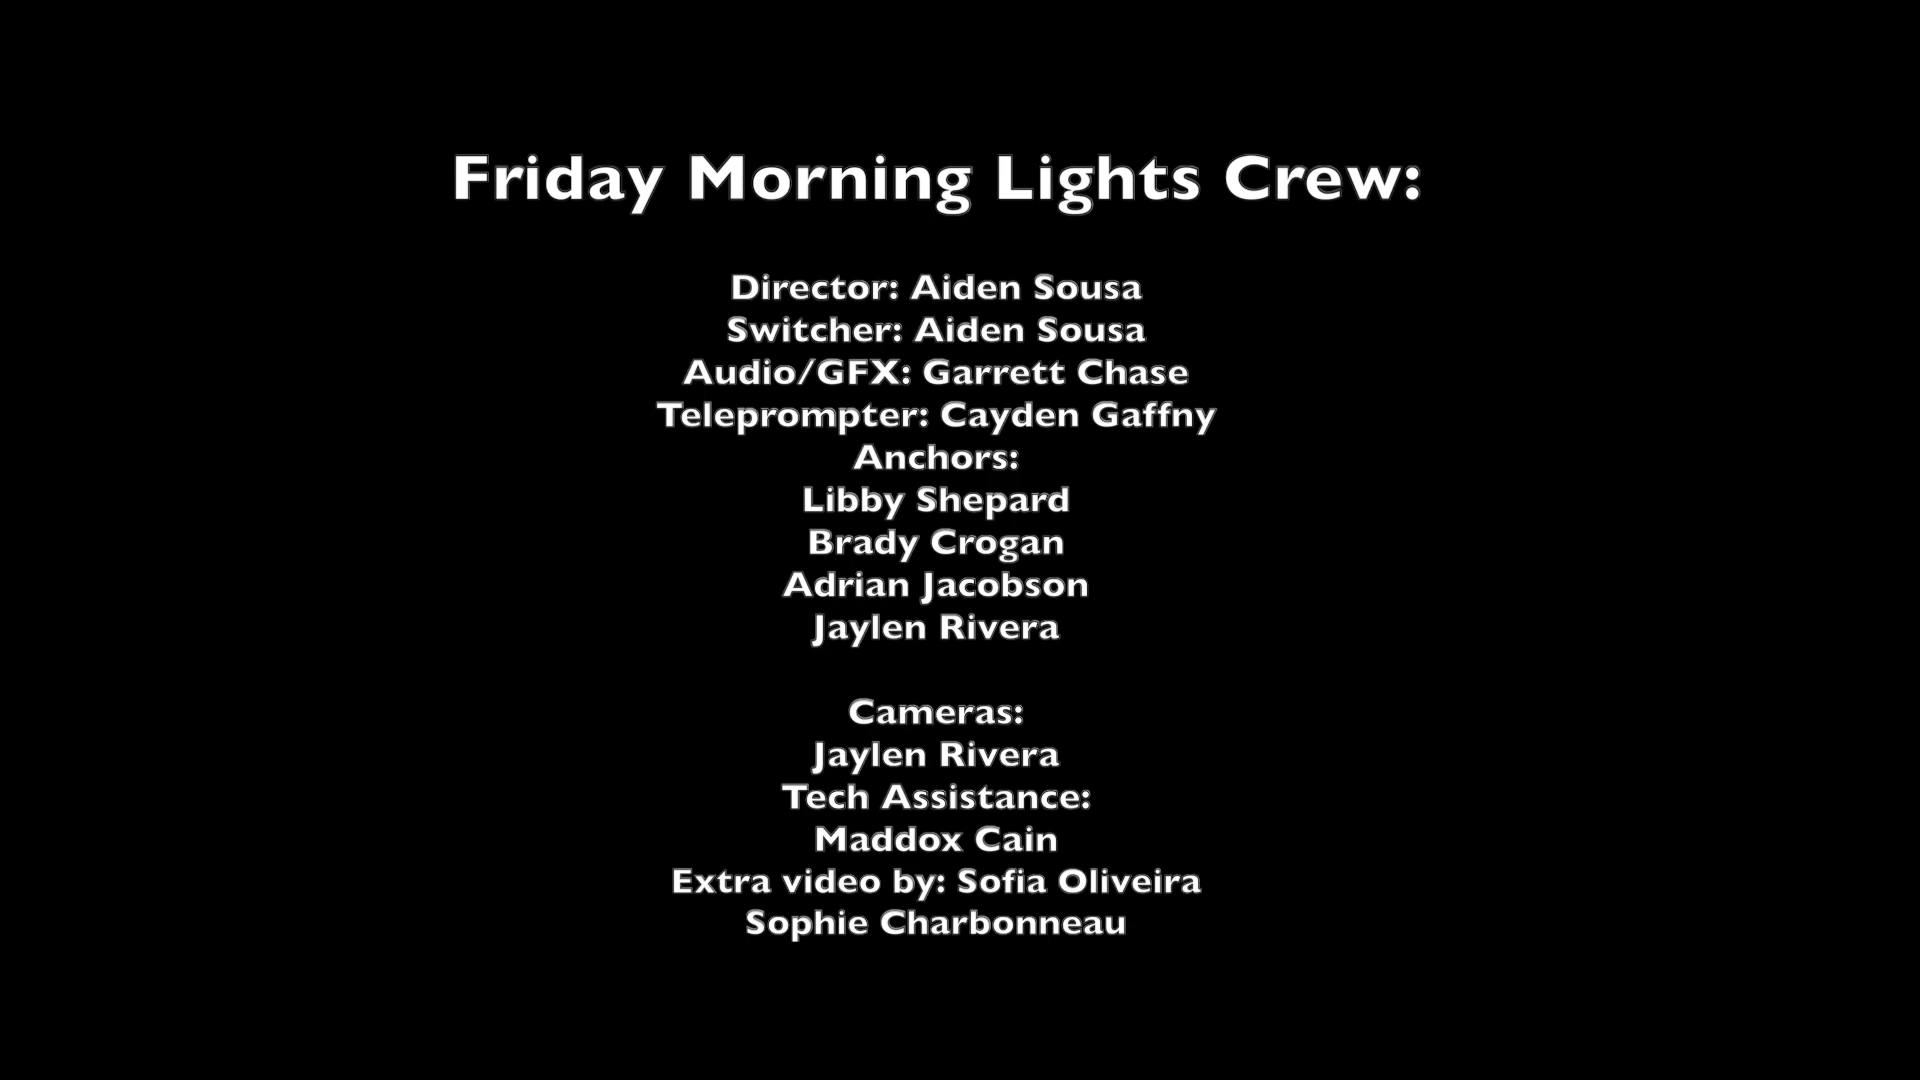 Friday Morning Lights Crew:
Director: Aiden Sousa
Switcher: Aiden Sousa
Audio/GFX: Garrett Chase
Teleprompter: Cayden Gaffny
Anchors:
Libby Shepard
Brady Crogan
Adrian Jacobson
Jaylen Rivera
Cameras:
Jaylen Rivera
Tech Assistance:
Maddox Cain
Extra video by: Sofia Oliveira
Sophie Charbonneau